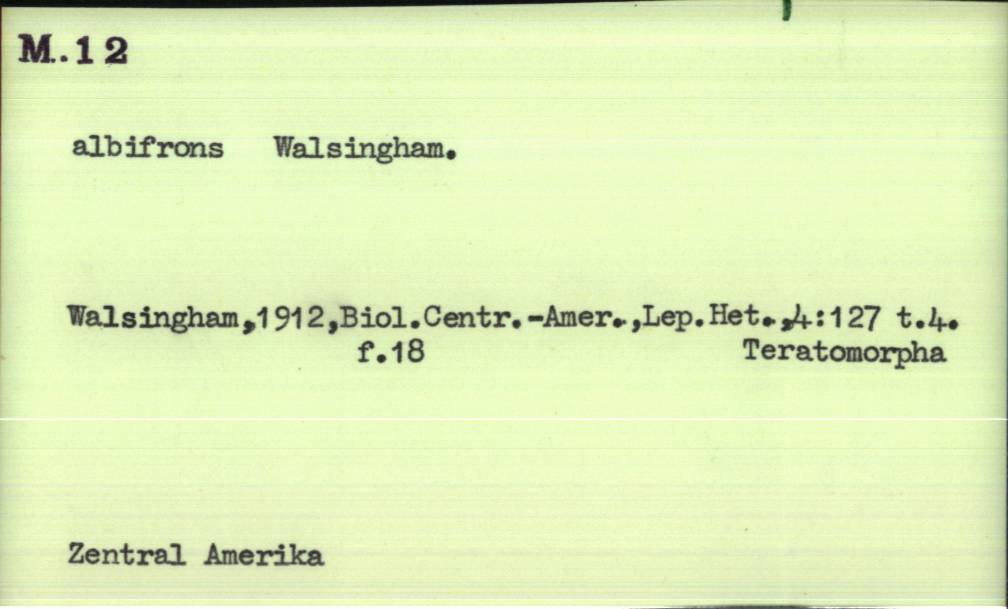 M.12
albifrons Walsingham.
Walsingham,1912,Biol.Centr.-Amer.,Lep.Het.,4:127 t.4.
f.18 Teratomorpha
Zentral Amerika